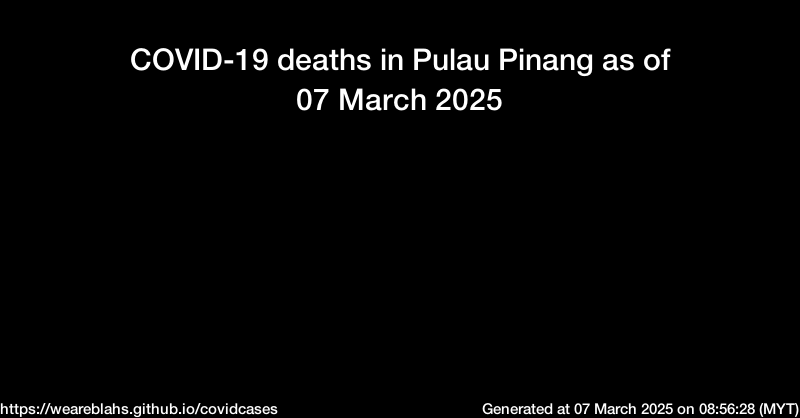 COVID-19 deaths in Pulau Pinang as of
07 March 2025
https://weareblahs.github.io/covidcases
Generated at 07 March 2025 on 08:56:28 (MYT)